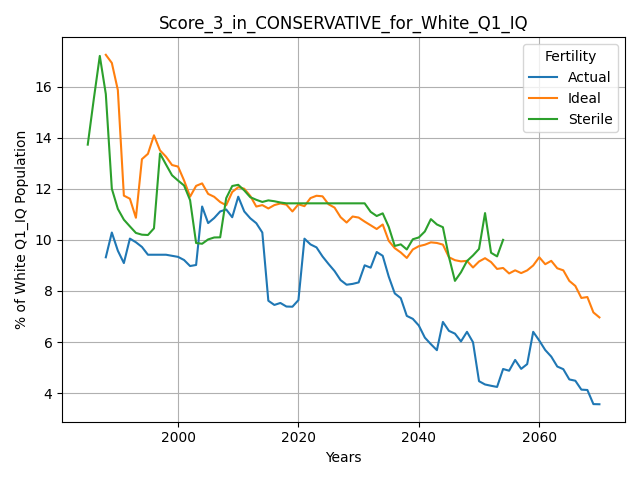 Score_3_in_CONSERVATIVE_for_White_Q1_IQ
% of White Q1_IQ Population
16
14
12
10
8
6
4
Fertility
Actual
Ideal
Sterile
2000 2020 2040 2060
Years